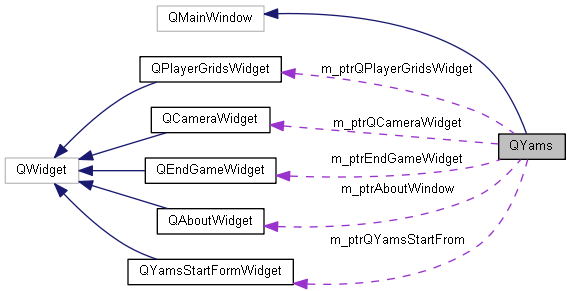 QMainWindow
QPlayerGridsWidget
m_ptrQPlayerGridsWidget
QCameraWidget
m_ptrQCameraWidget
QYams
QEndGameWidget
m_ptrEndGameWidget
QWidget
QAboutWidget
m_ptrAboutWindow
QYamsStartFormWidget
m_ptrQYamsStartFrom